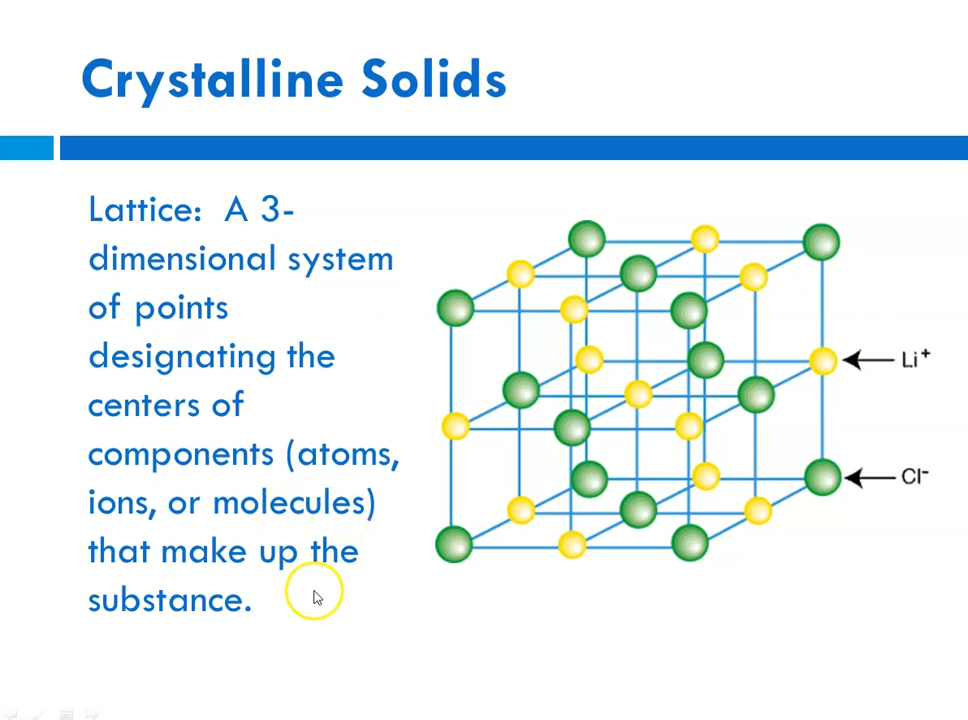 Crystalline Solids
Lattice: A 3-
dimensional system
of points
designating the
centers of
components (atoms,
ions, or molecules)
that make up the
substance.
Li⁺
Cl⁻